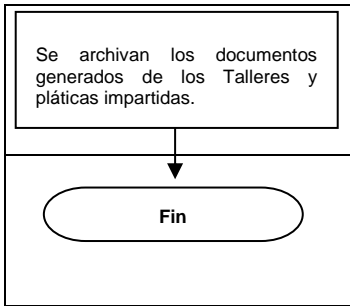 Se archivan los documentos
generados de los Talleres y
pláticas impartidas.
Fin